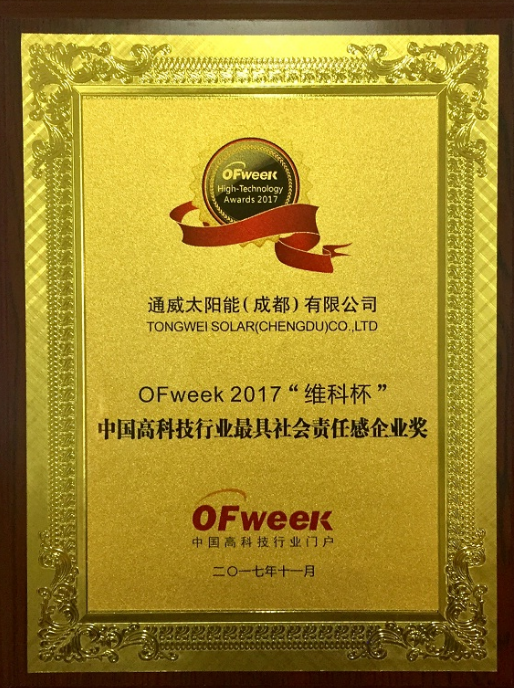 OFweek
High-Technology
Awards 2017
通威太阳能(成都)有限公司
TONGWEI SOLAR(CHENGDU)CO.,LTD
OFweek 2017“维科杯”
中国高科技行业最具社会责任感企业奖
OFweek
中国高科技行业门户
二〇一七年十一月